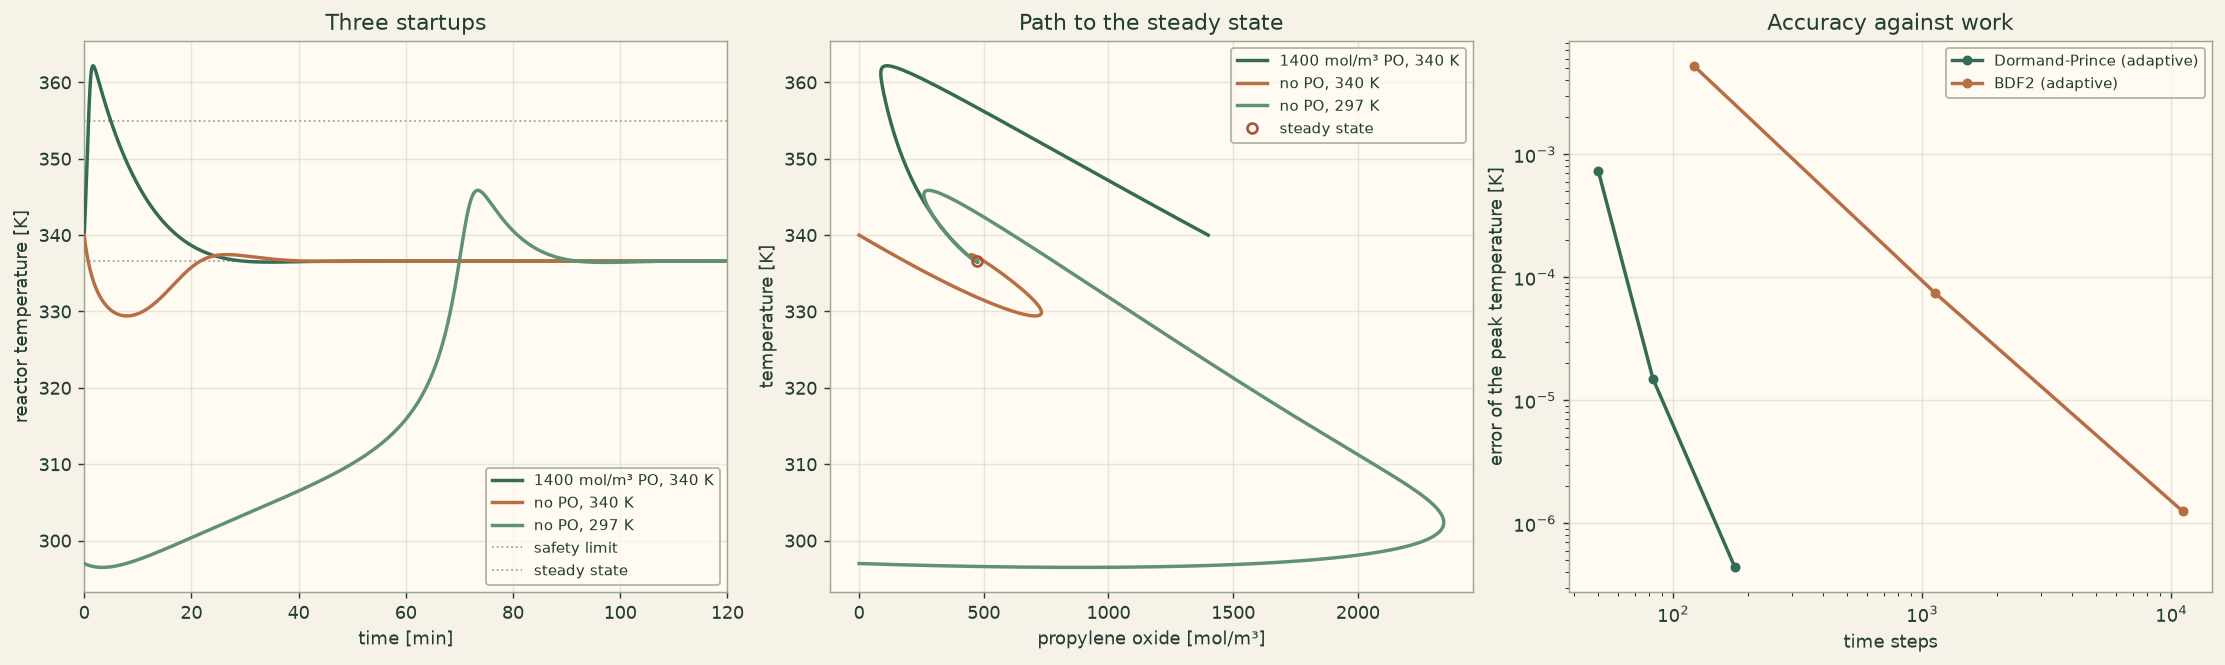 Three startups
reactor temperature [K]
360
350
340
330
320
310
300
1400 mol/m³ PO, 340 K
no PO, 340 K
no PO, 297 K
safety limit
steady state
0 20 40 60 80 100 120
time [min]
Path to the steady state
temperature [K]
360
350
340
330
320
310
300
1400 mol/m³ PO, 340 K
no PO, 340 K
no PO, 297 K
steady state
0 500 1000 1500 2000
propylene oxide [mol/m³]
Accuracy against work
error of the peak temperature [K]
10⁻³
10⁻⁴
10⁻⁵
10⁻⁶
Dormand-Prince (adaptive)
BDF2 (adaptive)
10² 10³ 10⁴
time steps